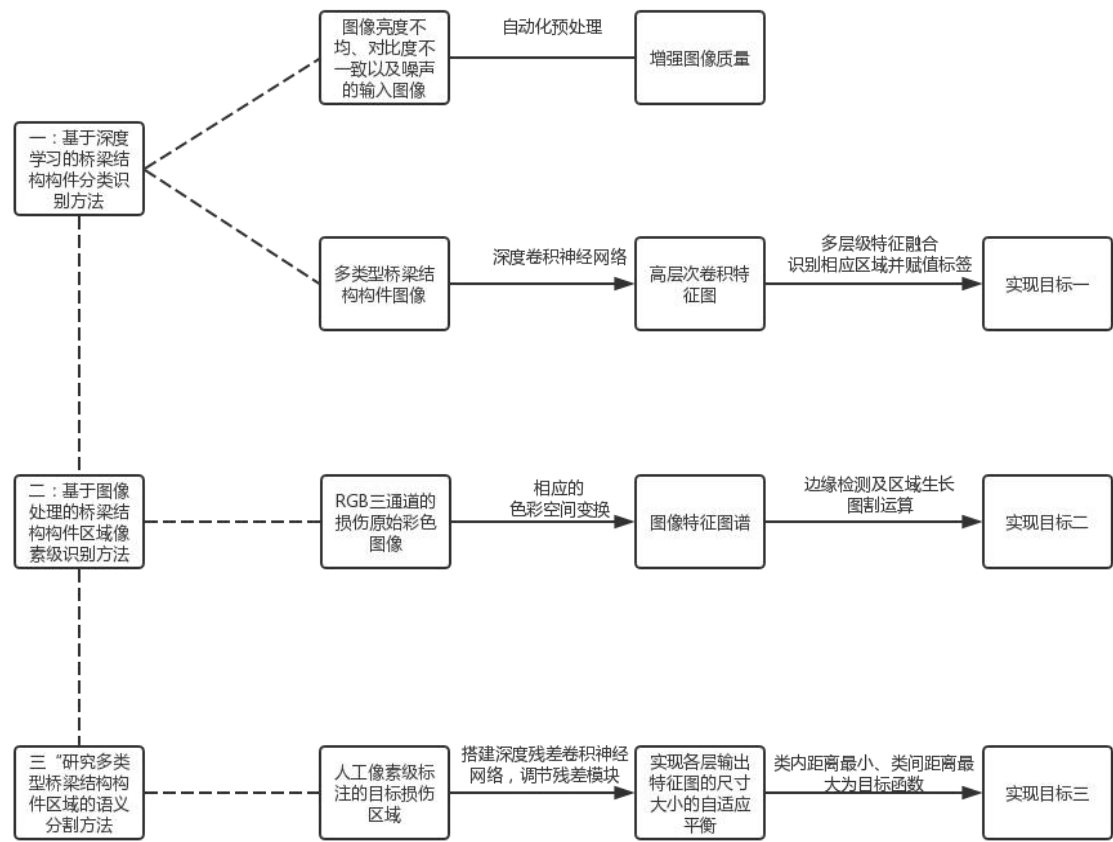 图像亮度不
均、对比度不
一致以及噪声
的输入图像
自动化预处理
增强图像质量
一：基于深度
学习的桥梁结
构构件分类识
别方法
多类型桥梁结
构构件图像
深度卷积神经网络
高层次卷积特
征图
多层级特征融合
识别相应区域并赋值标签
实现目标一
二：基于图像
处理的桥梁结
构构件区域像
素级识别方法
RGB三通道的
损伤原始彩色
图像
相应的
色彩空间变换
图像特征图谱
边缘检测及区域生长
图割运算
实现目标二
三“研究多类
型桥梁结构构
件区域的语义
分割方法
人工像素级标
注的目标损伤
区域
搭建深度残差卷积神经
网络，调节残差模块
实现各层输出
特征图的尺寸
大小的自适应
平衡
类内距离最小、类间距离最
大为目标函数
实现目标三